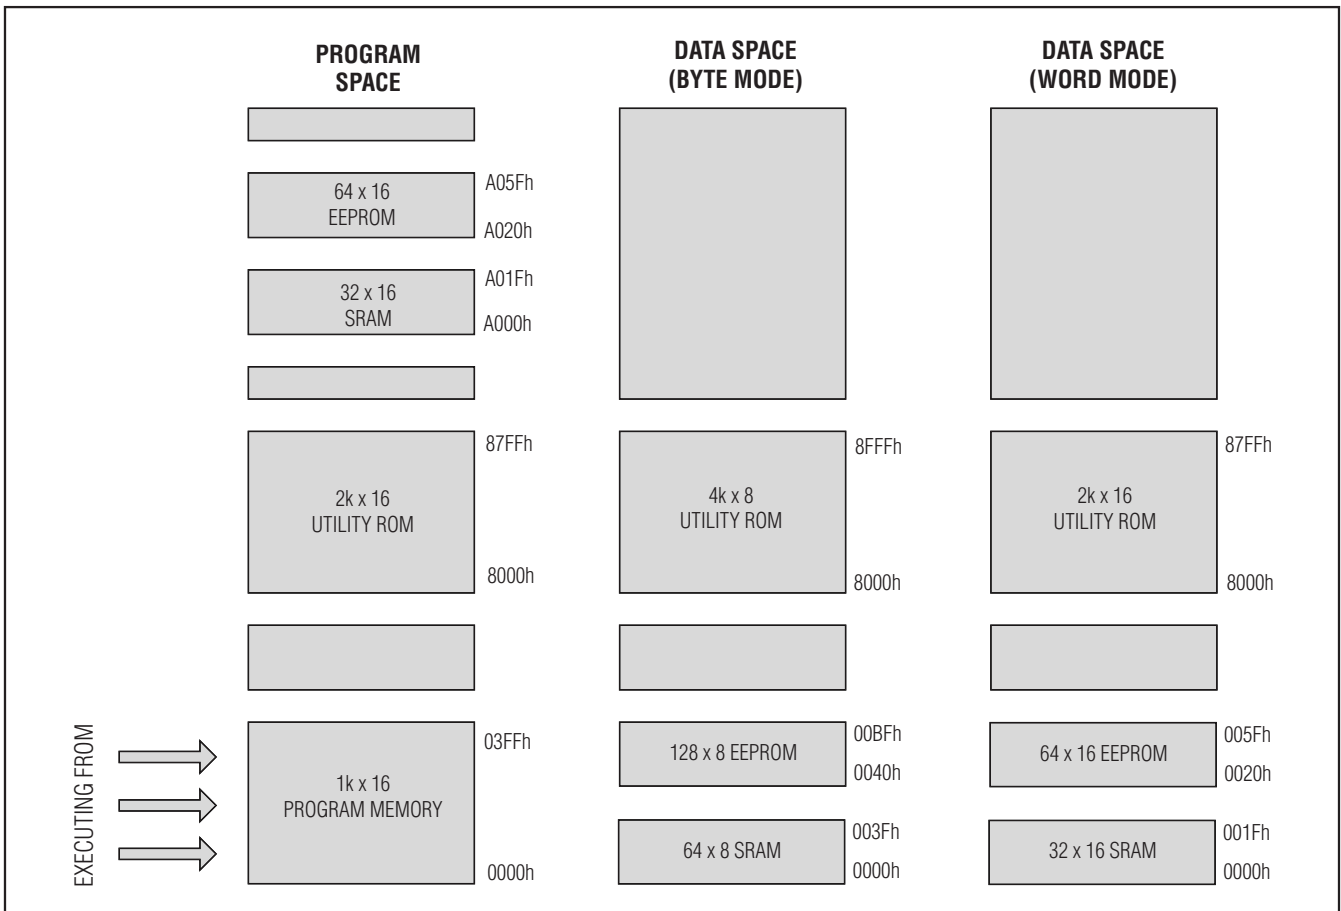 PROGRAM
SPACE
A05Fh
64 x 16
EEPROM
A020h
A01Fh
32 x 16
SRAM
A000h
87FFh
2k x 16
UTILITY ROM
8000h
EXECUTING FROM
03FFh
1k x 16
PROGRAM MEMORY
0000h
DATA SPACE
(BYTE MODE)
8FFFh
4k x 8
UTILITY ROM
8000h
00BFh
128 x 8 EEPROM
0040h
003Fh
64 x 8 SRAM
0000h
DATA SPACE
(WORD MODE)
87FFh
2k x 16
UTILITY ROM
8000h
005Fh
64 x 16 EEPROM
0020h
001Fh
32 x 16 SRAM
0000h